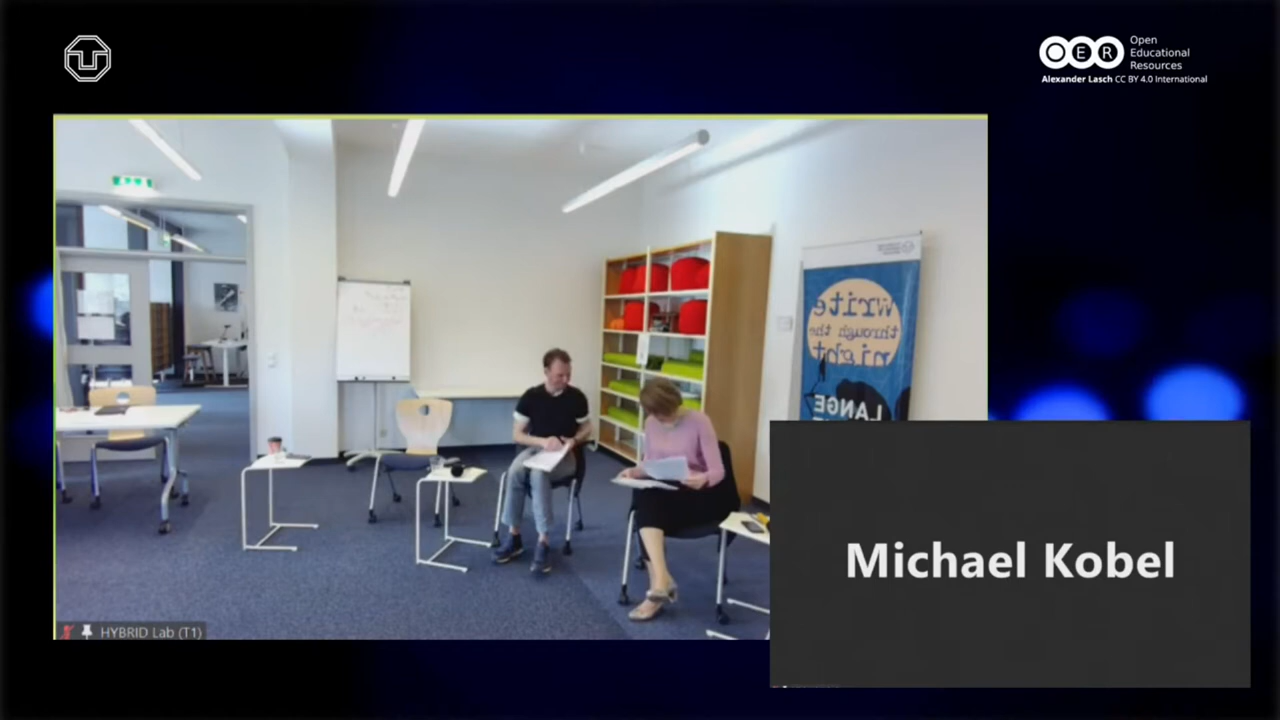 Open
Educational
Resources
OER
Alexander Lasch CC BY 4.0 International
write
through the
night
LANGE
Michael Kobel
HYBRID Lab (T1)